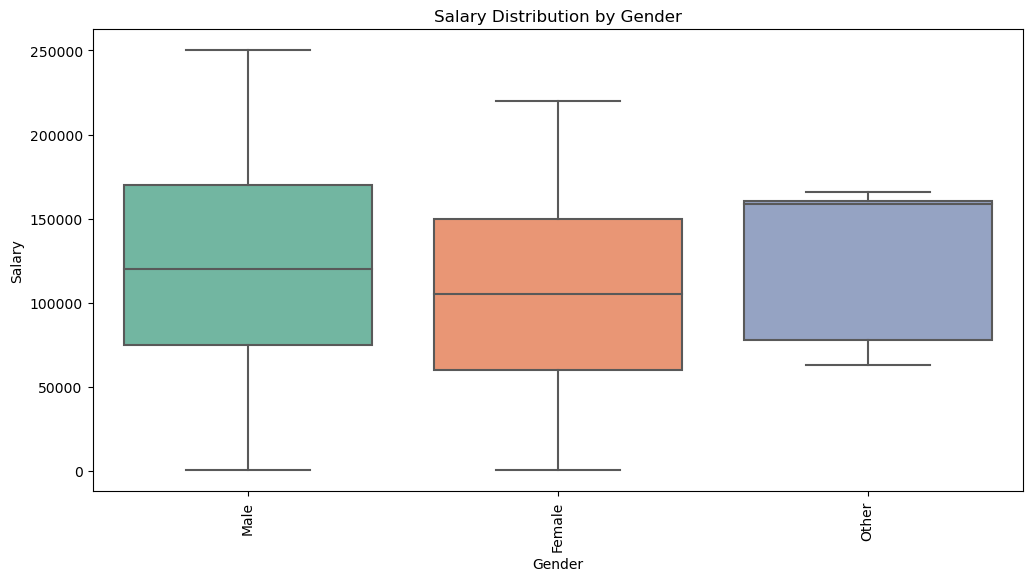 Salary Distribution by Gender
250000
200000
150000
100000
50000
0
Salary
Male
Female
Other
Gender